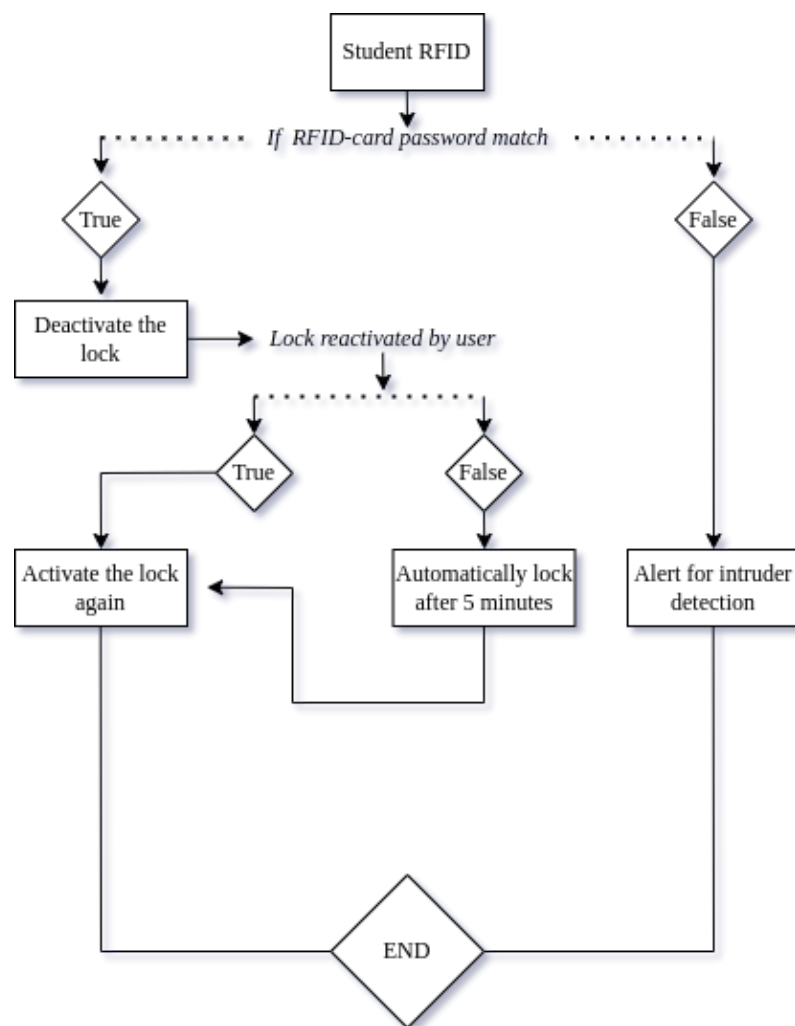 Student RFID
If RFID-card password match
True
False
Deactivate the
lock
Lock reactivated by user
True
False
Activate the lock
again
Automatically lock
after 5 minutes
Alert for intruder
detection
END